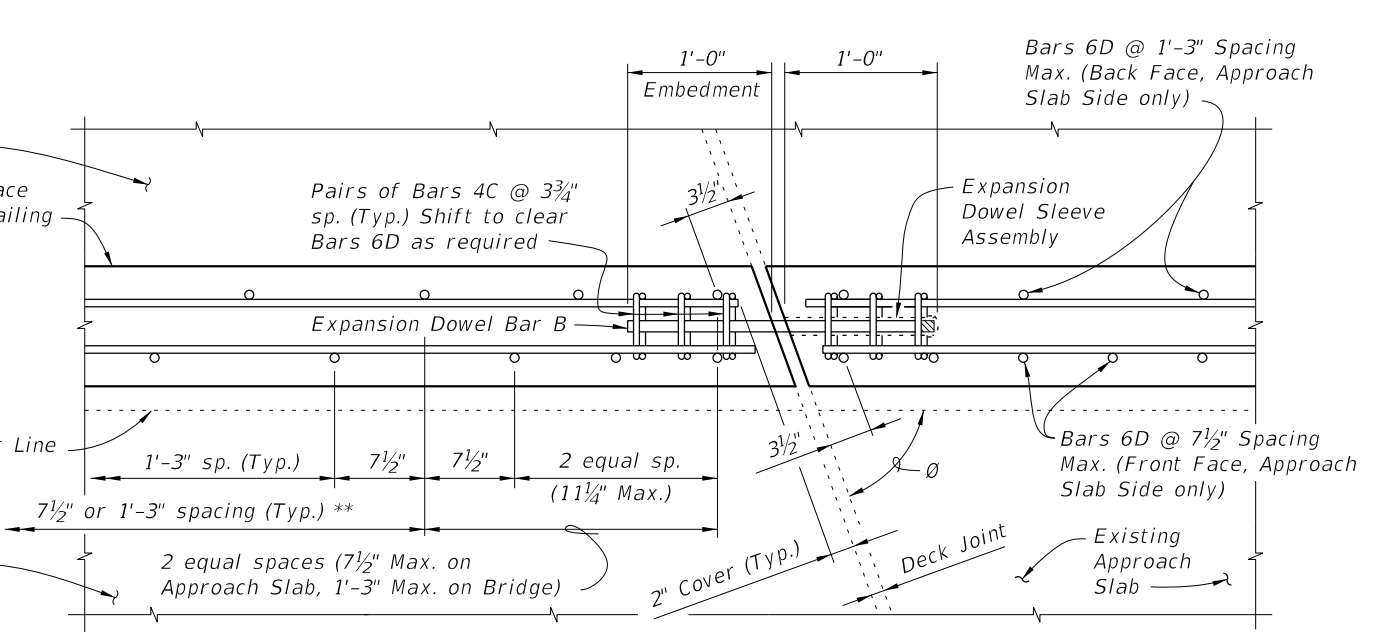 1'-0"
Embedment
1'-0"
Bars 6D @ 1'-3" Spacing
Max. (Back Face, Approach
Slab Side only)
ace
ailing
Pairs of Bars 4C @ 3¾"
sp. (Typ.) Shift to clear
Bars 6D as required
3½"
Expansion
Dowel Sleeve
Assembly
Expansion Dowel Bar B
Line
1'-3" sp. (Typ.)
7½"
7½"
2 equal sp.
(11¼" Max.)
3½"
Ø
Bars 6D @ 7½" Spacing
Max. (Front Face, Approach
Slab Side only)
7½" or 1'-3" spacing (Typ.) **
2 equal spaces (7½" Max. on
Approach Slab, 1'-3" Max. on Bridge)
2" Cover (Typ.)
Deck Joint
Existing
Approach
Slab